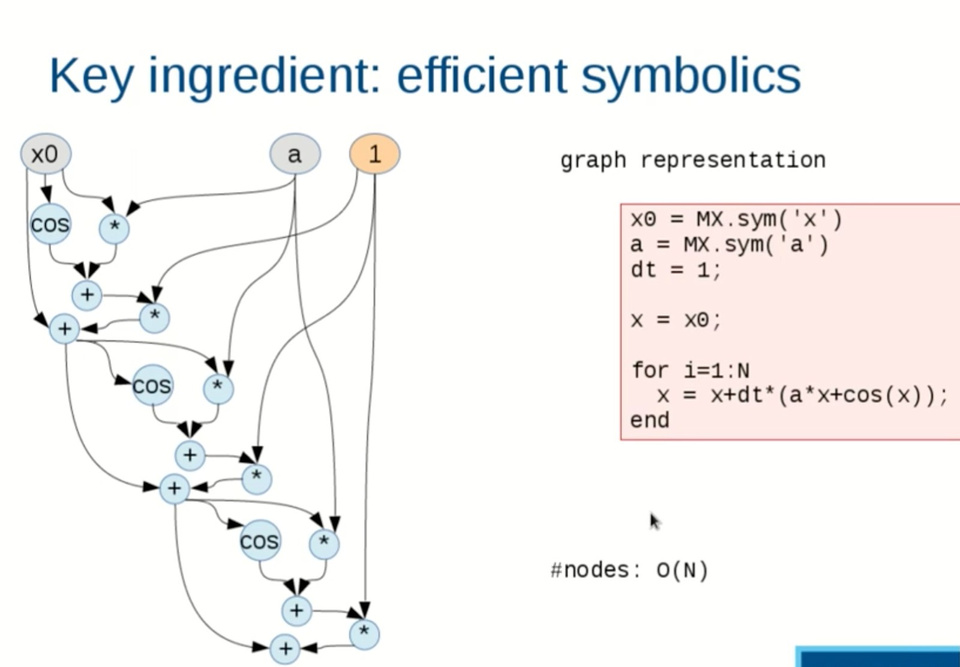 Key ingredient: efficient symbolics
x0
a
1
graph representation
cos
*
+
*
+
cos
*
+
*
+
cos
*
+
*
+
x0 = MX.sym('x')
a = MX.sym('a')
dt = 1;
x = x0;
for i=1:N
x = x+dt*(a*x+cos(x));
end
#nodes: O(N)